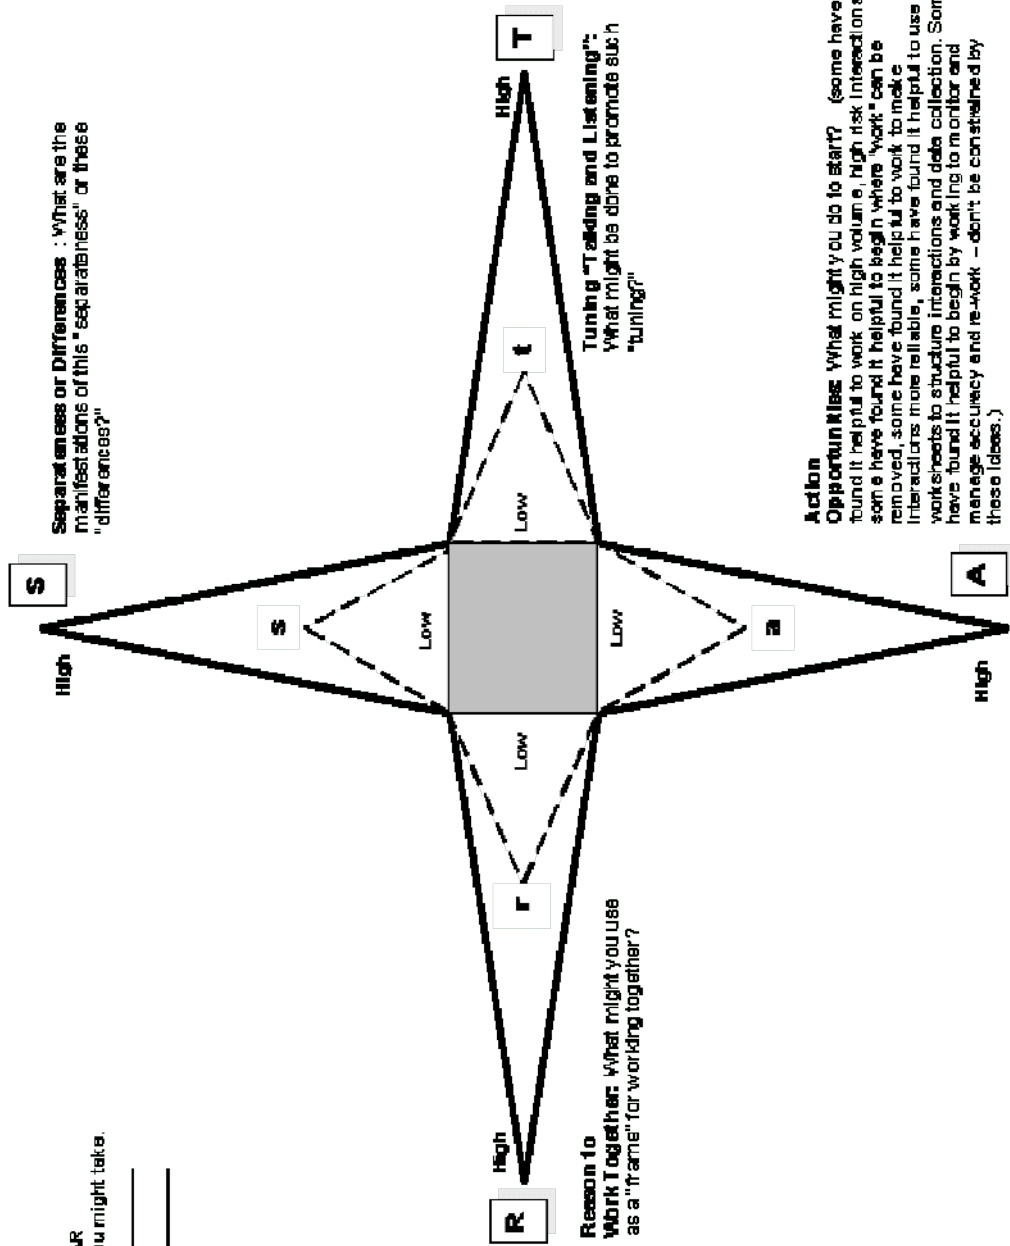 AR
u might take.
S
High
Separateness or Differences : What are the
manifestations of this "separateness" or these
"differences?"
s
Low
R
High
r
Low
Low
t
High
T
Reason to
Work Together: What might you use
as a "frame" for working together?
Tuning "Talking and Listening":
What might be done to promote such
"tuning?"
Low
a
High
A
Action
Opportunities: What might you do to start? (some have
found it helpful to work on high volume, high risk interactions
some have found it helpful to begin where "work" can be
removed, some have found it helpful to work to make
interactions more reliable, some have found it helpful to use
worksheets to structure interactions and data collection. Som
have found it helpful to begin by working to monitor and
manage accuracy and re-work – don't be constrained by
these ideas.)